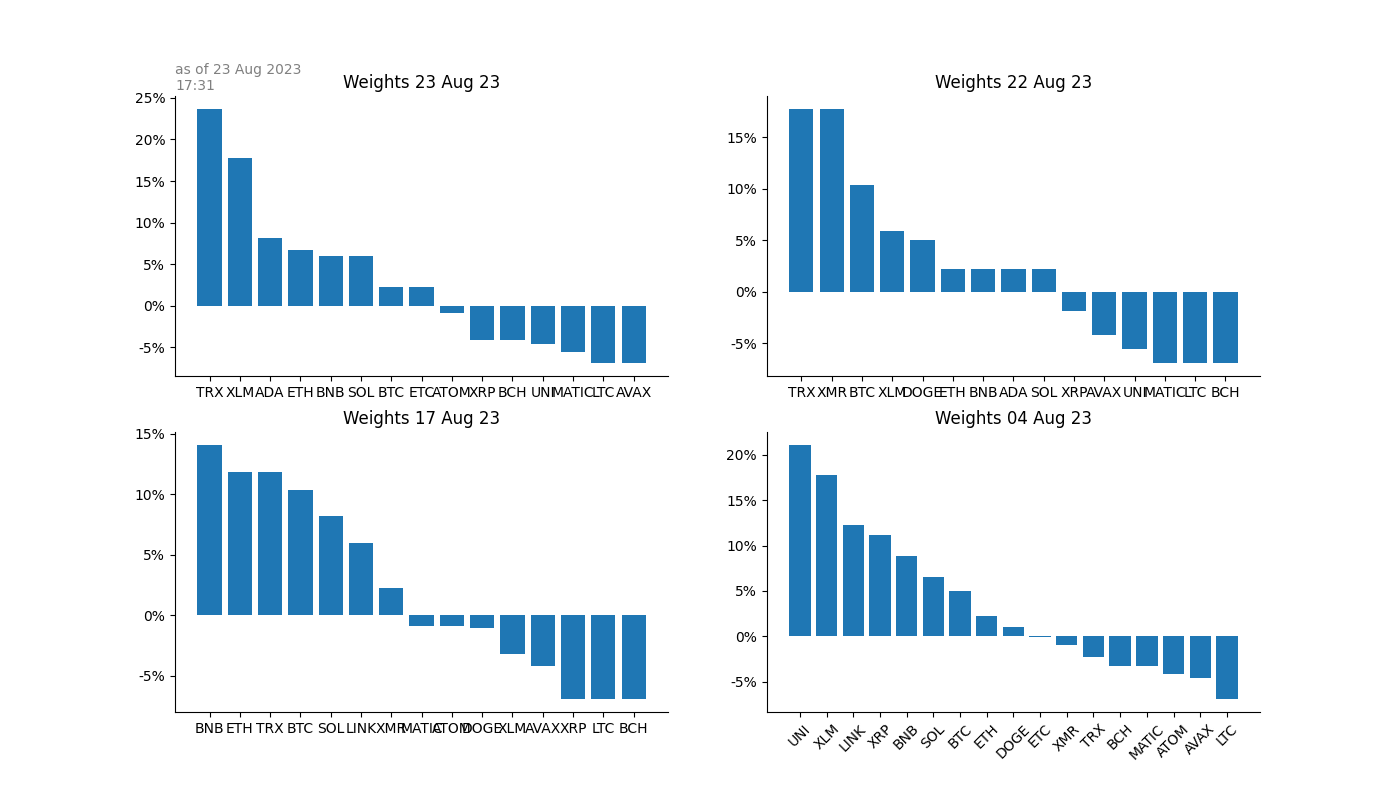 as of 23 Aug 2023
17:31
Weights 23 Aug 23
25%
20%
15%
10%
5%
0%
-5%
TRX XLM ADA ETH BNB SOL BTC ETC ATOM XRP BCH UNI MATIC LTC AVAX
Weights 22 Aug 23
15%
10%
5%
0%
-5%
TRX XMR BTC XLM DOGE ETH BNB ADA SOL XRP AVAX UNI MATIC LTC BCH
Weights 17 Aug 23
15%
10%
5%
0%
-5%
BNB ETH TRX BTC SOL LINK XMR MATIC ATOM DOGE XLM AVAX XRP LTC BCH
Weights 04 Aug 23
20%
15%
10%
5%
0%
-5%
UNI XLM LINK XRP BNB SOL BTC ETH DOGE ETC XMR TRX BCH MATIC ATOM AVAX LTC